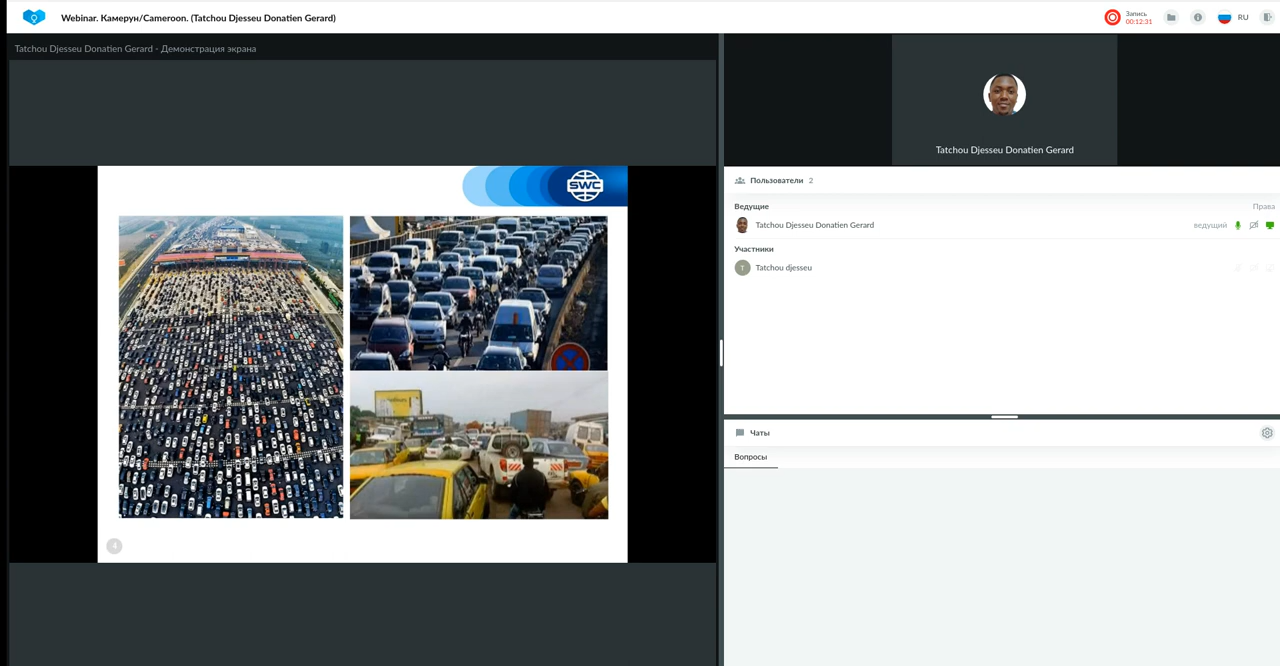 Webinar. Камерун/Cameroon. (Tatchou Djesseu Donatien Gerard)
Запись
00:12:31
RU
Tatchou Djesseu Donatien Gerard - Демонстрация экрана
SWC
4
Tatchou Djesseu Donatien Gerard
Пользователи 2
Ведущие Права
Tatchou Djesseu Donatien Gerard ведущий
Участники
T Tatchou djesseu
Чаты
Вопросы